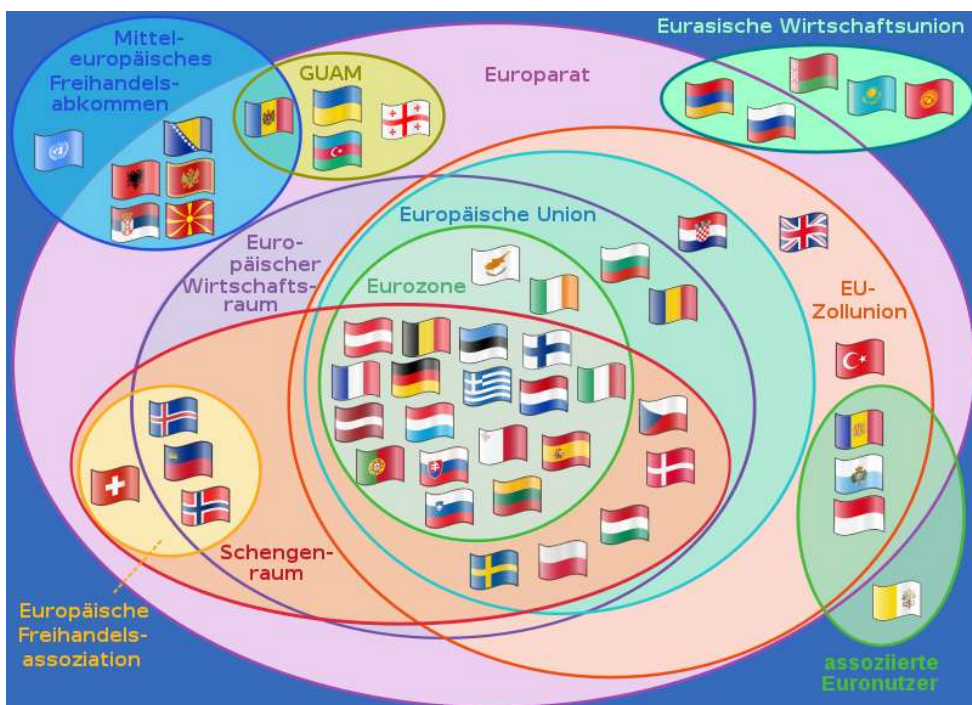 Mittel-
europäisches
Freihandels-
abkommen
GUAM
Europarat
Eurasische Wirtschaftsunion
Europäische Union
Euro-
päischer
Wirtschafts-
raum
Eurozone
EU-
Zollunion
Schengen-
raum
Europäische
Freihandels-
assoziation
assoziierte
Euronutzer